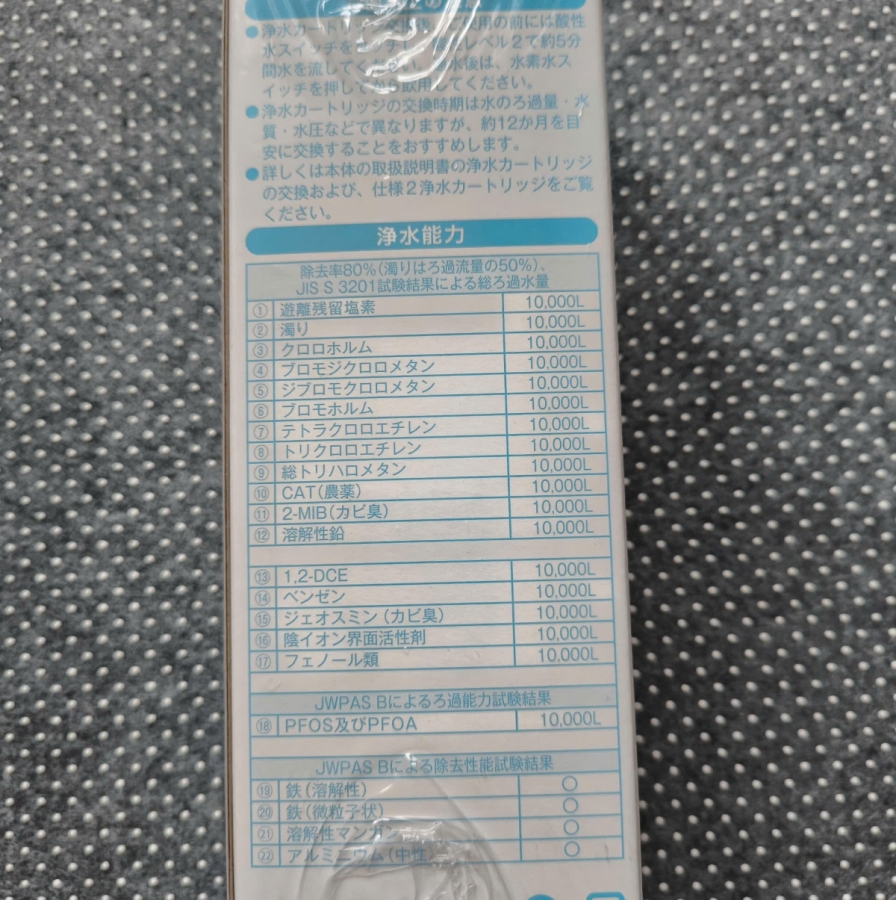 ● 浄水カートリッジ交換後、ご使用の前には酸性
水スイッチを レベル2で約5分
間水を流してください。 水後は、水素水ス
イッチを押してから飲用してください。
● 浄水カートリッジの交換時期は水のろ過量・水
質・水圧などで異なりますが、約12か月を目
安に交換することをおすすめします。
● 詳しくは本体の取扱説明書の浄水カートリッジ
の交換および、仕様2浄水カートリッジをご覧
ください。
浄水能力
除去率80%(濁りはろ過流量の50%)、
JIS S 3201試験結果による総ろ過水量
① 遊離残留塩素 10,000L
② 濁り 10,000L
③ クロロホルム 10,000L
④ ブロモジクロロメタン 10,000L
⑤ ジブロモクロロメタン 10,000L
⑥ ブロモホルム 10,000L
⑦ テトラクロロエチレン 10,000L
⑧ トリクロロエチレン 10,000L
⑨ 総トリハロメタン 10,000L
⑩ CAT(農薬) 10,000L
⑪ 2-MIB(カビ臭) 10,000L
⑫ 溶解性鉛 10,000L
⑬ 1,2-DCE 10,000L
⑭ ベンゼン 10,000L
⑮ ジェオスミン(カビ臭) 10,000L
⑯ 陰イオン界面活性剤 10,000L
⑰ フェノール類 10,000L
JWPAS Bによるろ過能力試験結果
⑱ PFOS及びPFOA 10,000L
JWPAS Bによる除去性能試験結果
⑲ 鉄(溶解性) ○
⑳ 鉄(微粒子状) ○
㉑ 溶解性マンガン ○
㉒ アルミニウム(中性) ○